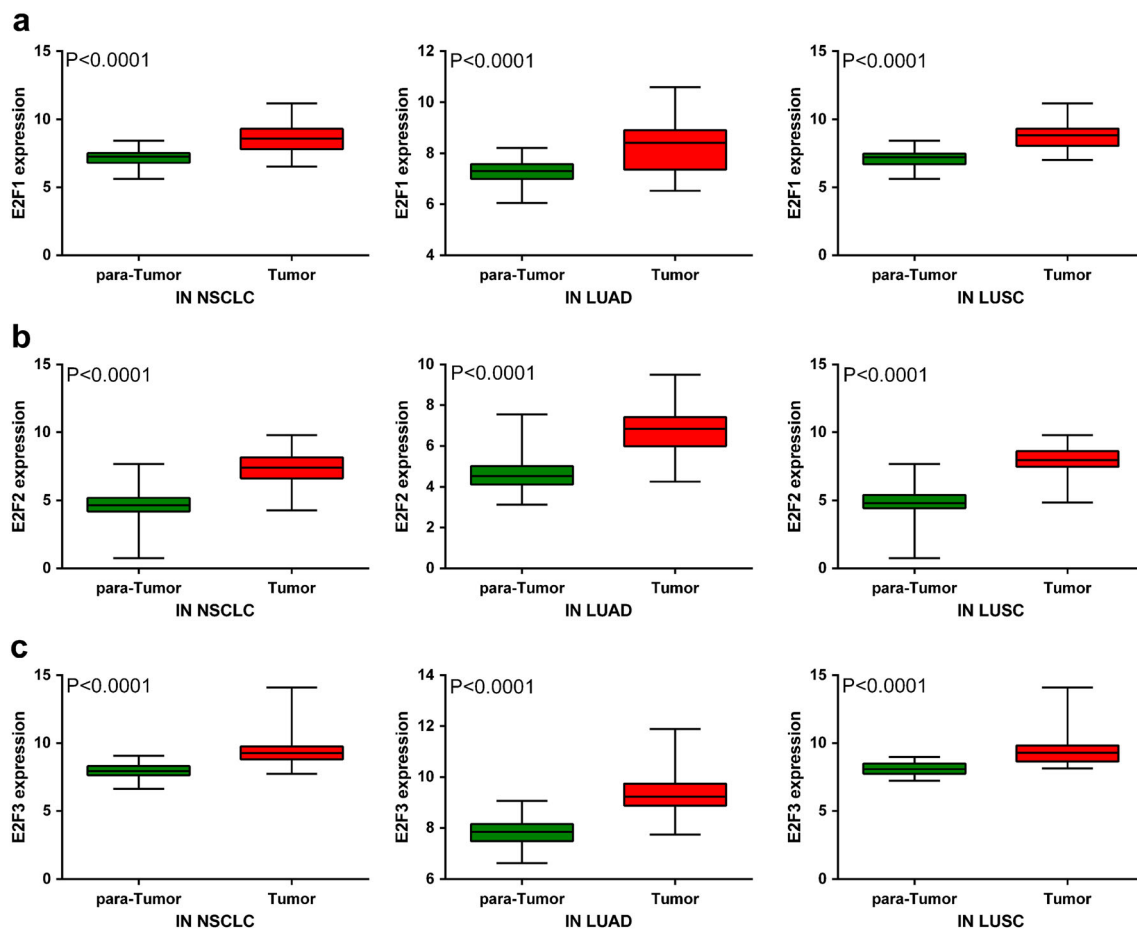 a
P<0.0001
E2F1 expression
15
10
5
0
para-Tumor Tumor
IN NSCLC
P<0.0001
E2F1 expression
12
10
8
6
4
para-Tumor Tumor
IN LUAD
P<0.0001
E2F1 expression
15
10
5
0
para-Tumor Tumor
IN LUSC
b
P<0.0001
E2F2 expression
15
10
5
0
para-Tumor Tumor
IN NSCLC
P<0.0001
E2F2 expression
10
8
6
4
2
0
para-Tumor Tumor
IN LUAD
P<0.0001
E2F2 expression
15
10
5
0
para-Tumor Tumor
IN LUSC
c
P<0.0001
E2F3 expression
15
10
5
0
para-Tumor Tumor
IN NSCLC
P<0.0001
E2F3 expression
14
12
10
8
6
para-Tumor Tumor
IN LUAD
P<0.0001
E2F3 expression
15
10
5
0
para-Tumor Tumor
IN LUSC